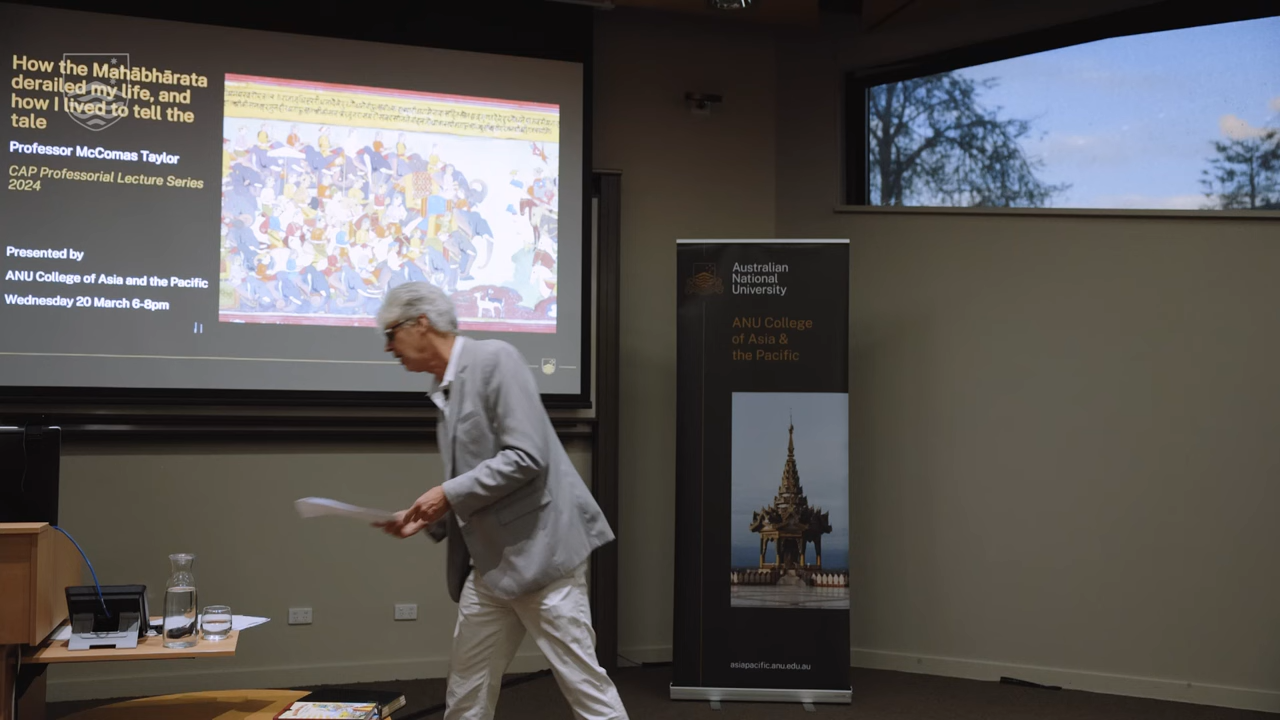 How the Mahābhārata
derailed my life, and
how I lived to tell the
tale
Professor McComas Taylor
CAP Professorial Lecture Series
2024
Presented by
ANU College of Asia and the Pacific
Wednesday 20 March 6-8pm
Australian
National
University
ANU College
of Asia &
the Pacific
asiapacific.anu.edu.au